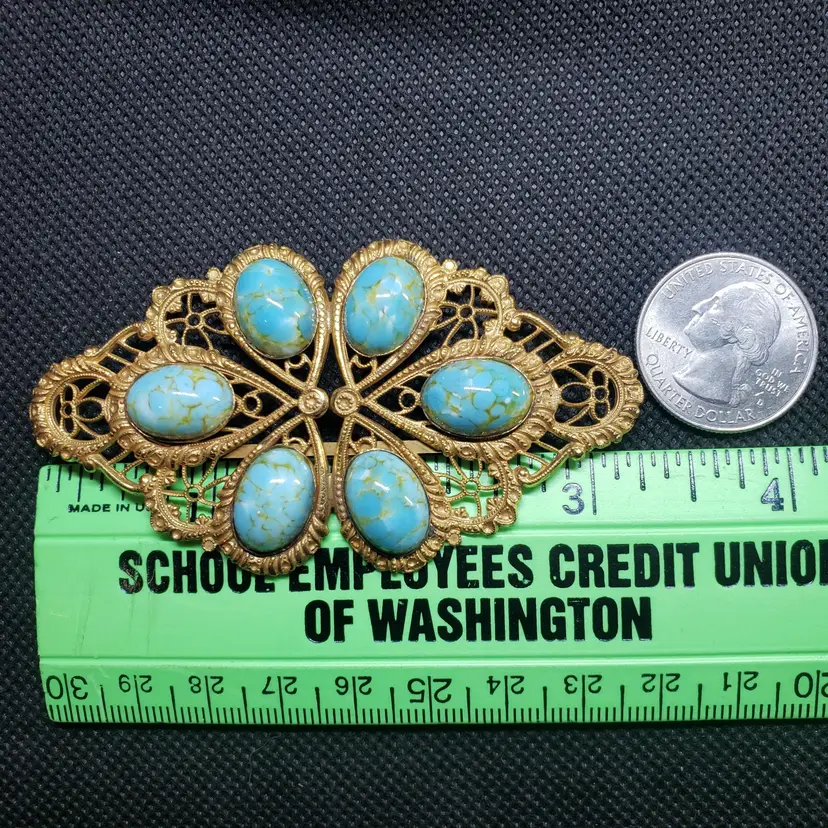 UNITED STATES OF AMERICA
LIBERTY
IN
GOD WE
TRUST
QUARTER DOLLAR
3 4
MADE IN U
SCHOOL EMPLOYEES CREDIT UNION
OF WASHINGTON
30 29 28 27 26 25 24 23 22 21 20